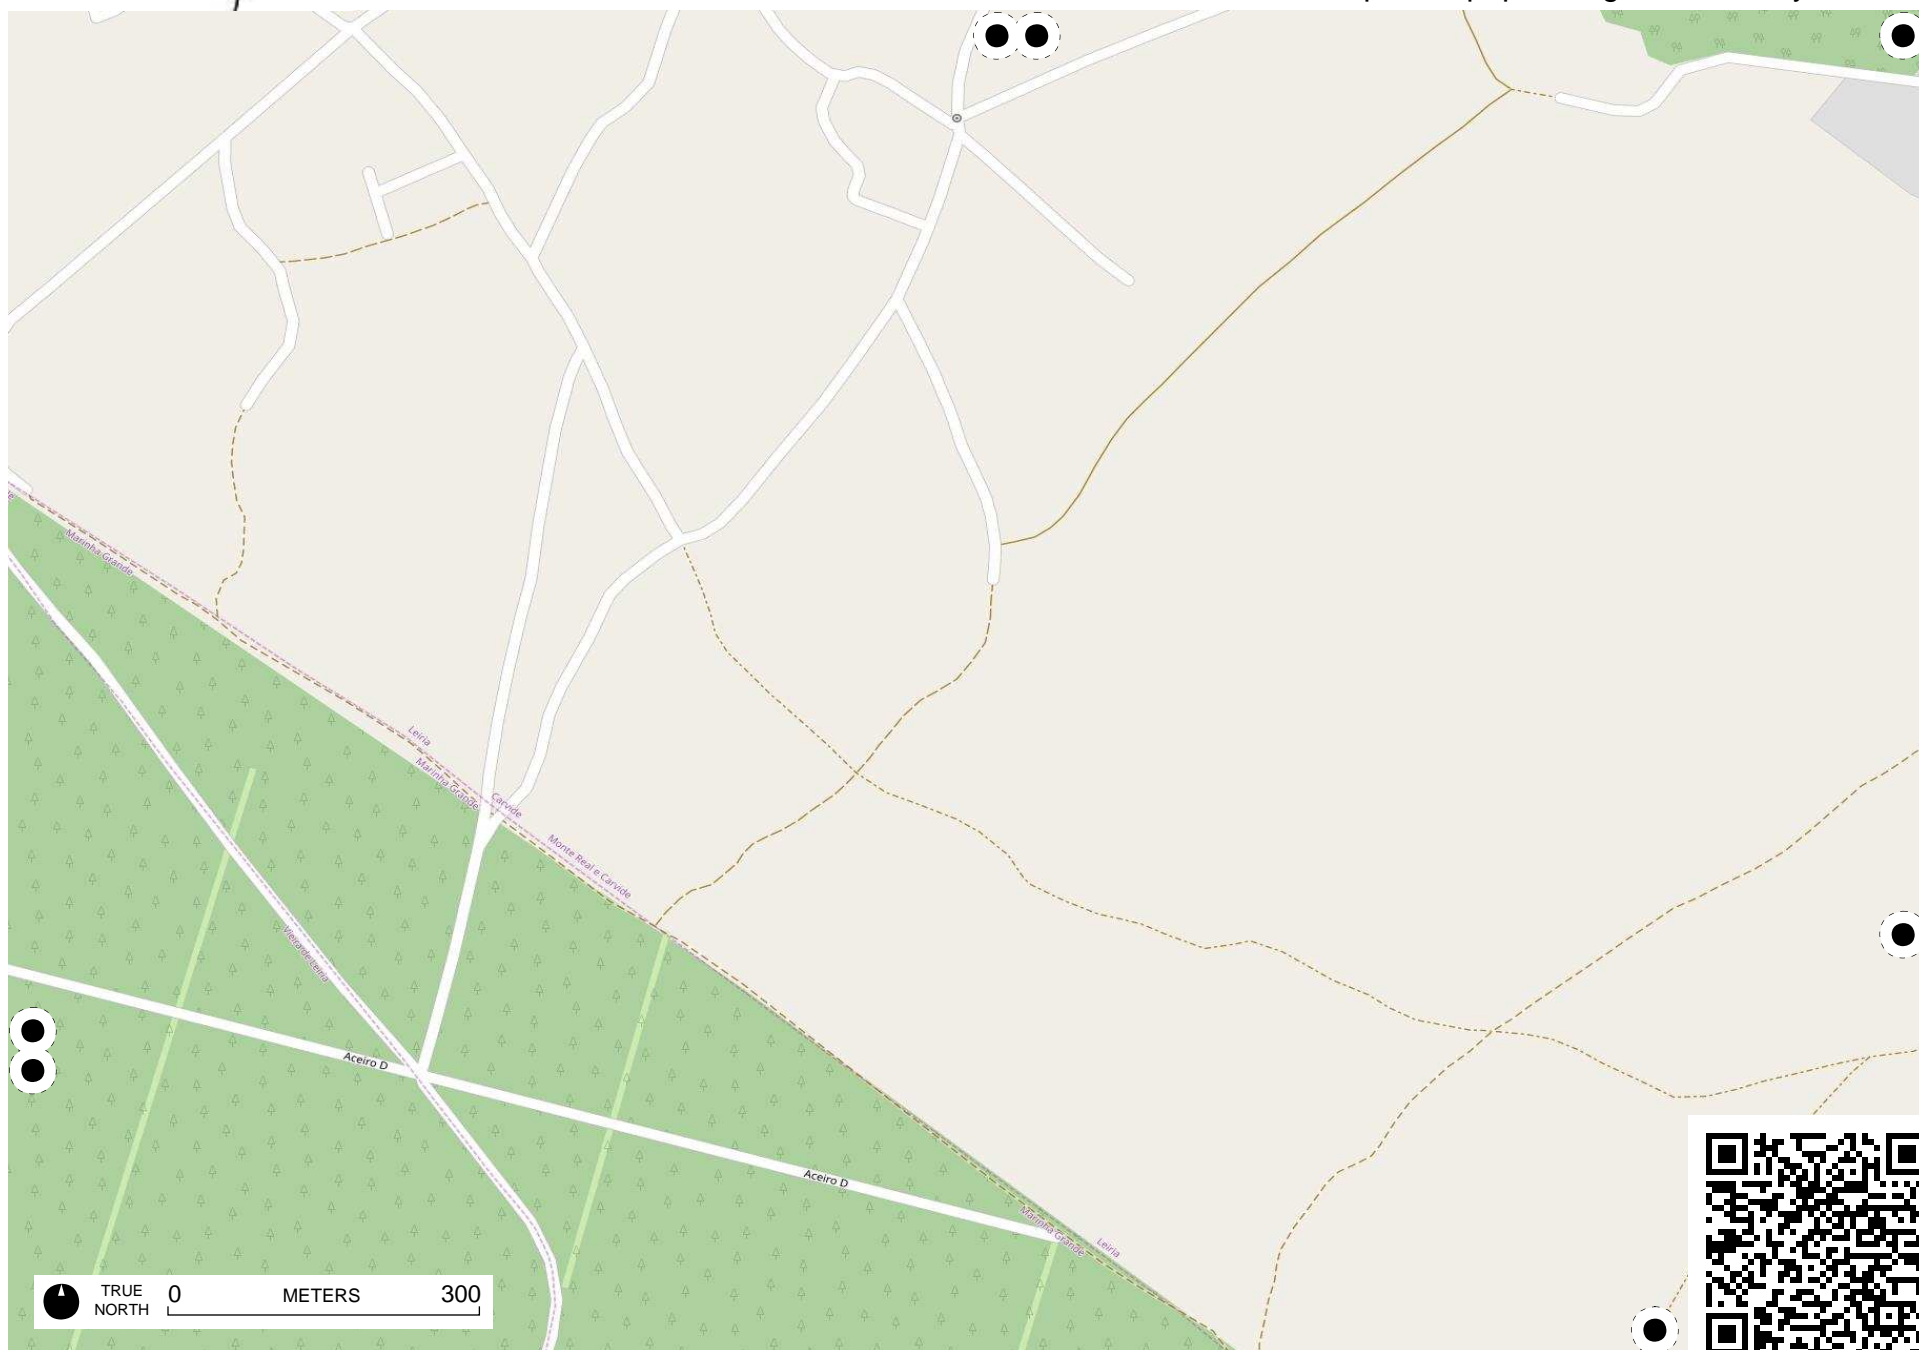 Marinha Grande
Leiria
Marinha Grande
Carvide
Monte Real e Carvide
Vieira de Leiria
Aceiro D
Aceiro D
Marinha Grande
Leiria
TRUE
NORTH
0 METERS 300